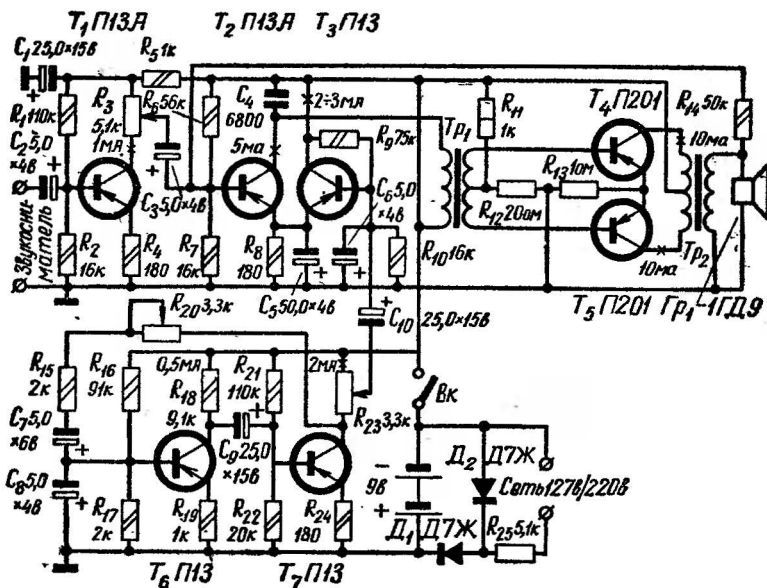 T₁ П13А
T₂ П13А
T₃ П13
C₁ 25,0×15в
R₅ 1к
R₁ 110к
R₃
5,1к
1мА
R₆ 56к
C₄
6800
2÷3мА
R₉ 75к
R₁₁
1к
T₄ П201
R₁₄ 50к
Тр₁
10ма
C₂ 5,0
×4в
5ма
C₃ 5,0×4в
C₆ 5,0
×4в
R₁₃ 10м
R₁₂ 20ом
Звукосни-
матель
R₂
16к
R₄
180
R₇
16к
R₈
180
R₁₀ 16к
10ма
Тр₂
C₅ 50,0×4в
T₅ П201
Гр₁-1ГД9
R₂₀ 3,3к
C₁₀
25,0×15в
R₁₅
2к
R₁₆
91к
0,5мА
R₁₈
9,1к
R₂₁
110к
2мА
R₂₃ 3,3к
Вк
C₇ 5,0
×6в
C₉ 25,0
×15в
C₈ 5,0
×4в
9в
Д₂
Д7Ж
Сеть 127в/220в
R₁₇
2к
R₁₉
1к
R₂₂
20к
R₂₄
180
Д₁
Д7Ж
R₂₅ 5,1к
T₆ П13
T₇ П13